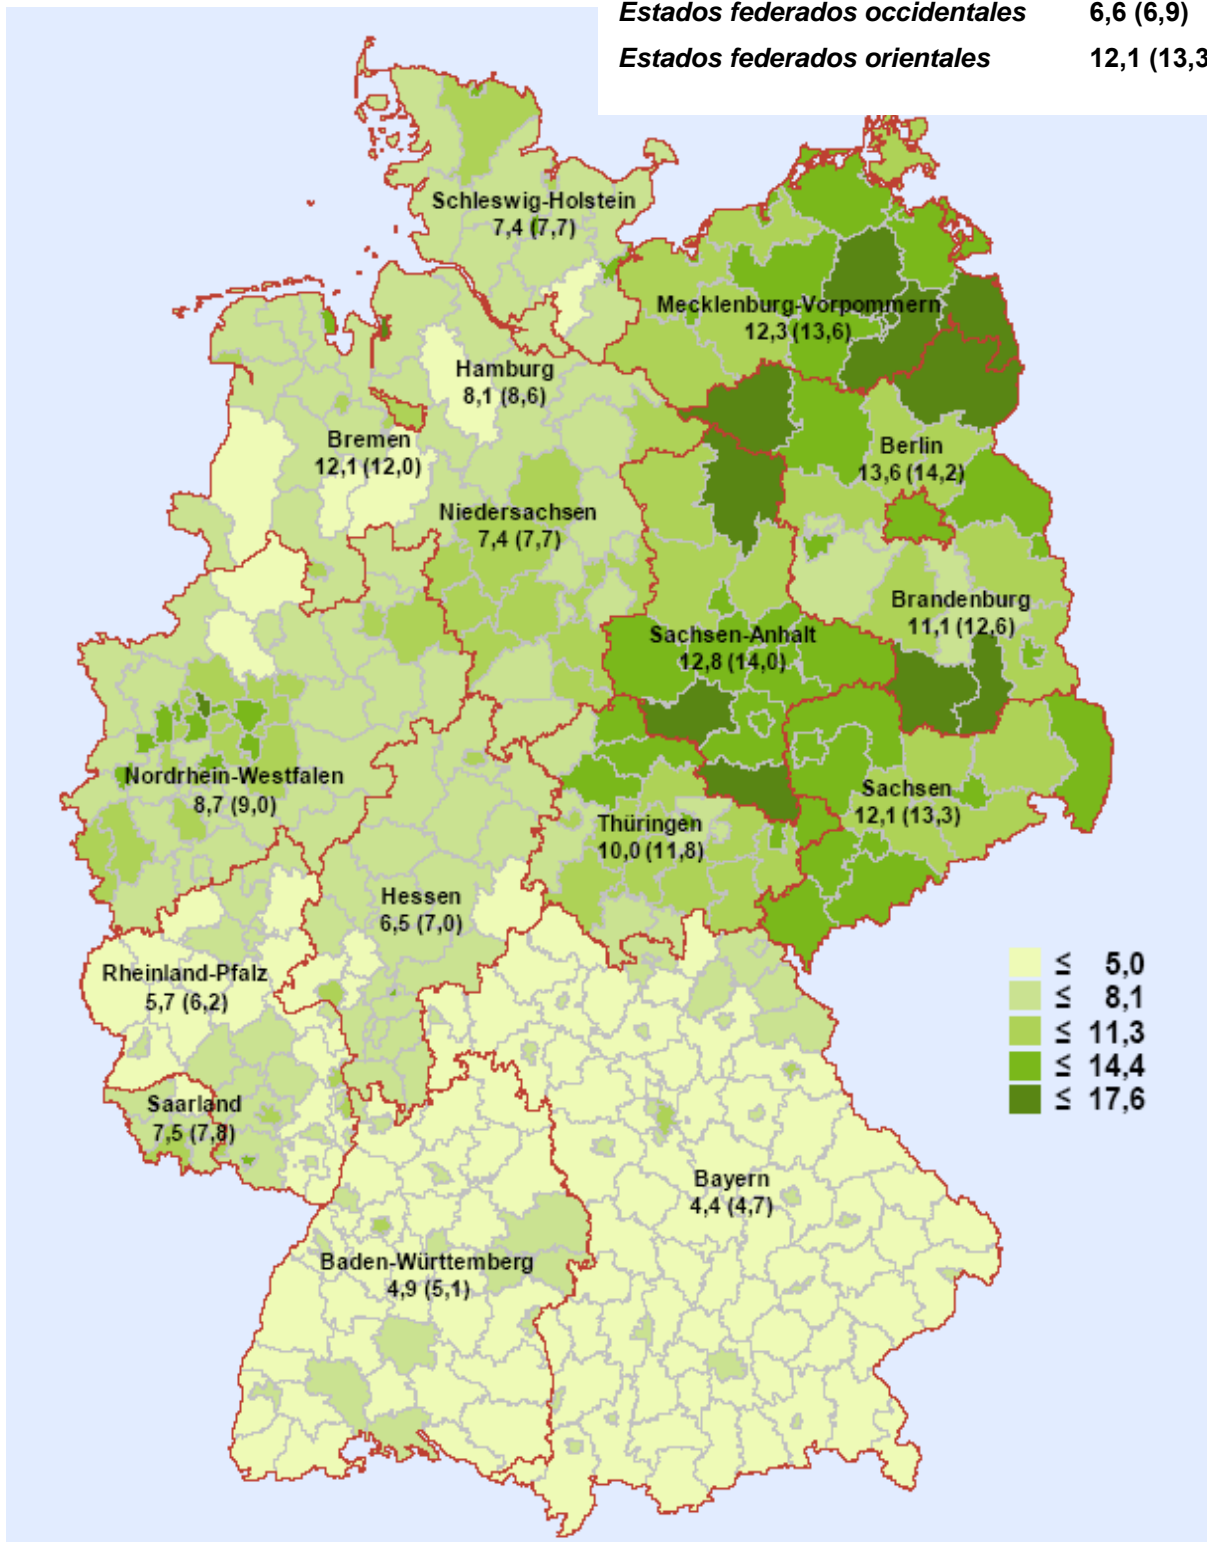 Estados federados occidentales 6,6 (6,9)
Estados federados orientales 12,1 (13,3
Schleswig-Holstein
7,4 (7,7)
Mecklenburg-Vorpommern
12,3 (13,6)
Hamburg
8,1 (8,6)
Bremen
12,1 (12,0)
Berlin
13,6 (14,2)
Niedersachsen
7,4 (7,7)
Brandenburg
11,1 (12,6)
Sachsen-Anhalt
12,8 (14,0)
Nordrhein-Westfalen
8,7 (9,0)
Sachsen
12,1 (13,3)
Thüringen
10,0 (11,8)
Hessen
6,5 (7,0)
Rheinland-Pfalz
5,7 (6,2)
≤ 5,0
≤ 8,1
≤ 11,3
≤ 14,4
≤ 17,6
Saarland
7,5 (7,8)
Bayern
4,4 (4,7)
Baden-Württemberg
4,9 (5,1)